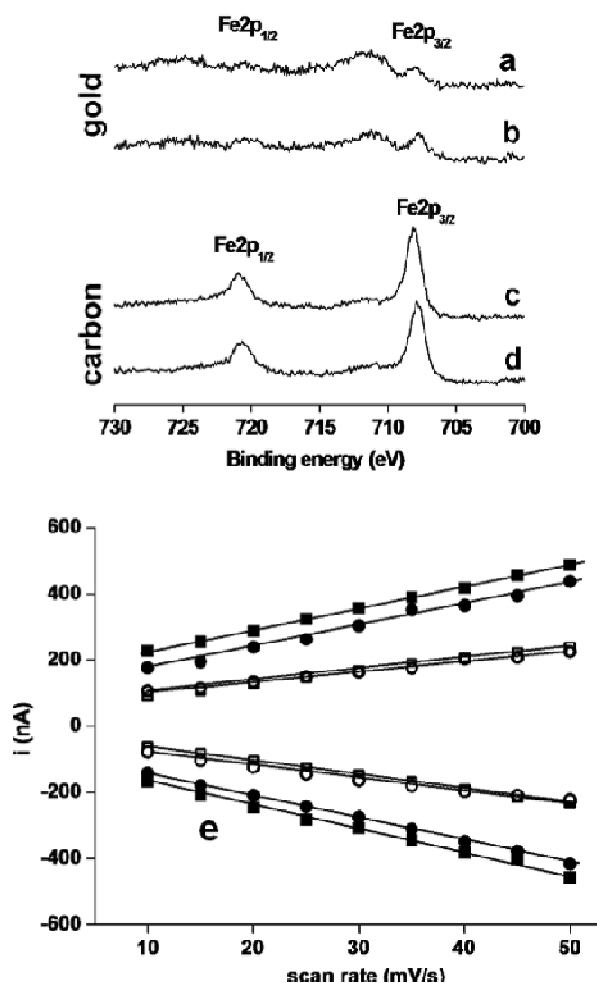 Fe2p1/2 Fe2p3/2
gold
a
b
Fe2p1/2 Fe2p3/2
carbon
c
d
730 725 720 715 710 705 700
Binding energy (eV)
600
400
200
0
-200
-400
-600
i (nA)
e
10 20 30 40 50
scan rate (mV/s)